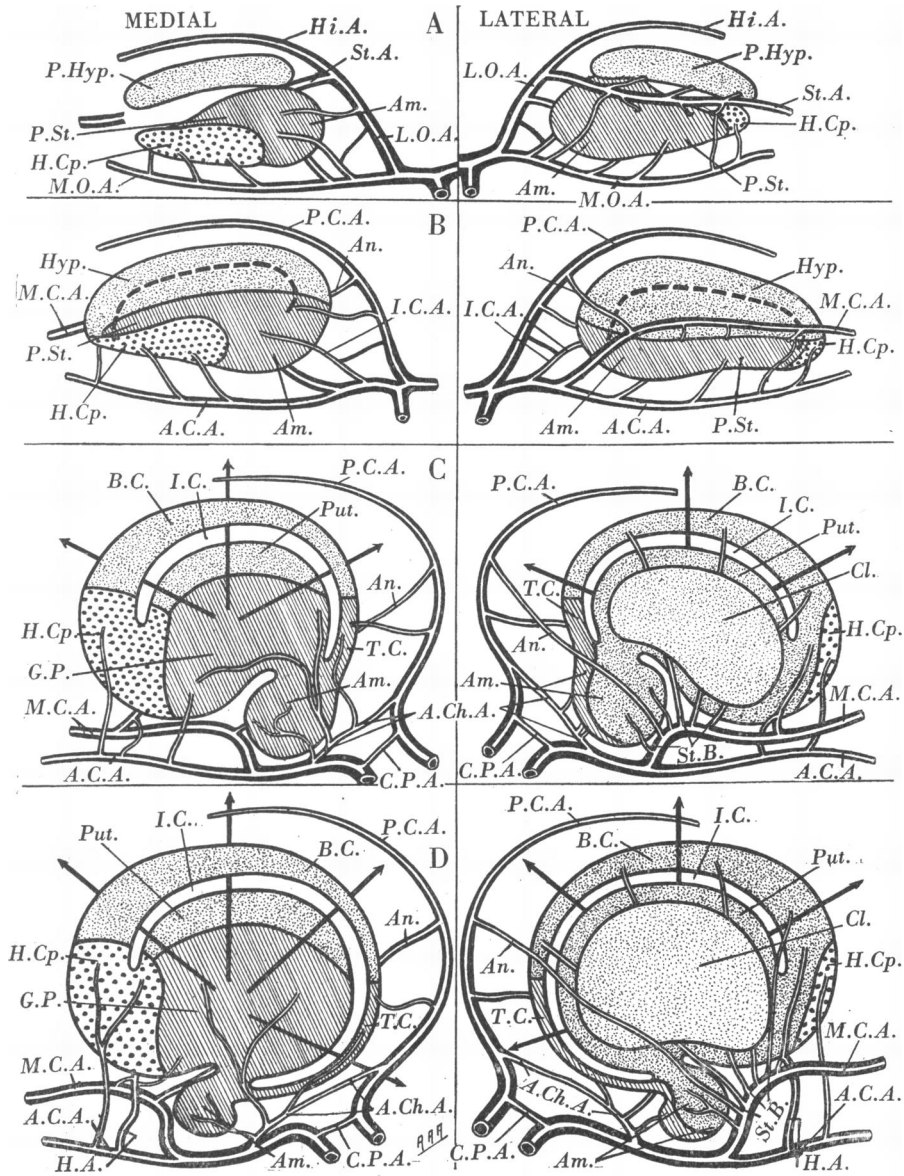 MEDIAL A LATERAL
Hi.A. Hi.A.
St.A. P.Hyp.
P.Hyp. L.O.A.
Am. St.A.
P.St. L.O.A. H.Cp.
H.Cp.
M.O.A. Am. M.O.A. P.St.
B
P.C.A. P.C.A.
An. Hyp.
Hyp. An.
M.C.A. I.C.A. I.C.A. M.C.A.
P.St. H.Cp.
H.Cp. A.C.A. Am. Am. A.C.A. P.St.
C
B.C. I.C. P.C.A. P.C.A. B.C.
Put. I.C.
Put.
An. Cl.
T.C.
H.Cp. T.C. An. H.Cp.
G.P. Am. Am.
M.C.A. A.Ch.A. M.C.A.
A.C.A. C.P.A. C.P.A. St.B. A.C.A.
D
Put. I.C. B.C. P.C.A. P.C.A. B.C. I.C.
Put.
An. Cl.
H.Cp. An. H.Cp.
G.P. T.C. T.C.
M.C.A. M.C.A.
A.C.A. A.Ch.A. A.Ch.A. St.B. A.C.A.
H.A. Am. C.P.A. C.P.A. Am. H.A.